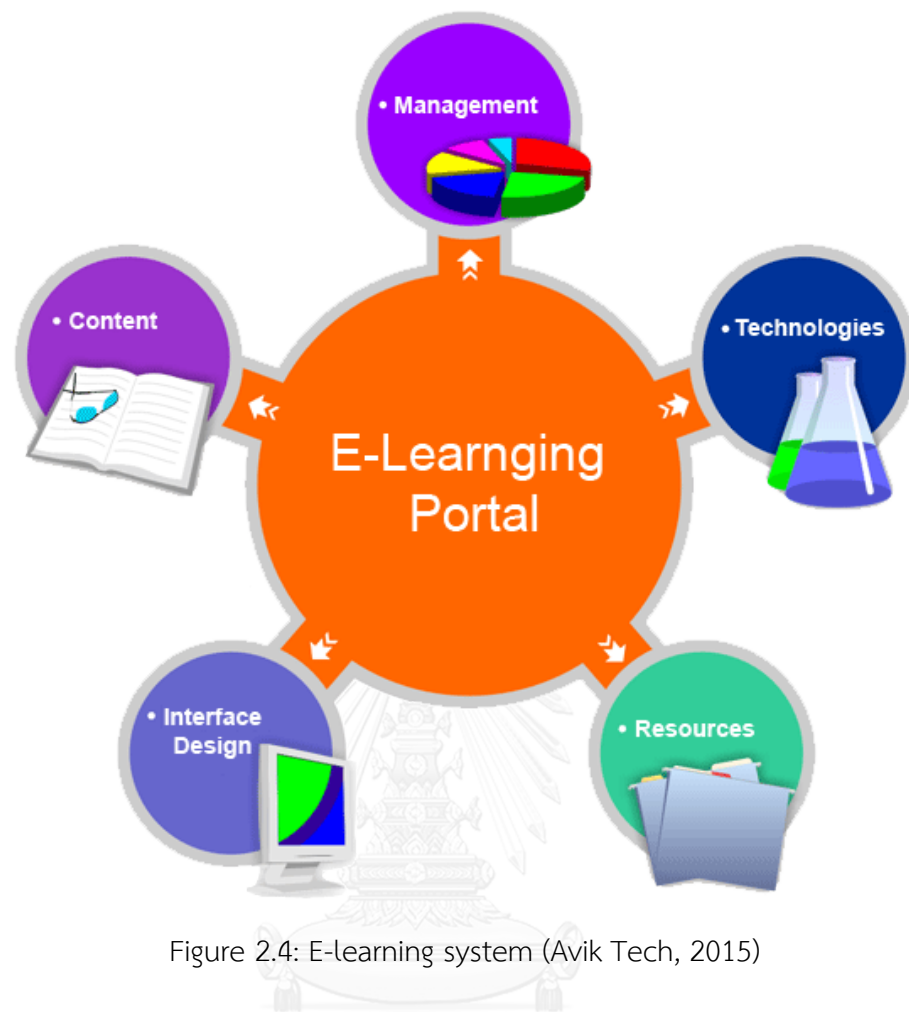 • Management
• Content
• Technologies
E-Learnging
Portal
• Interface
Design
• Resources
Figure 2.4: E-learning system (Avik Tech, 2015)